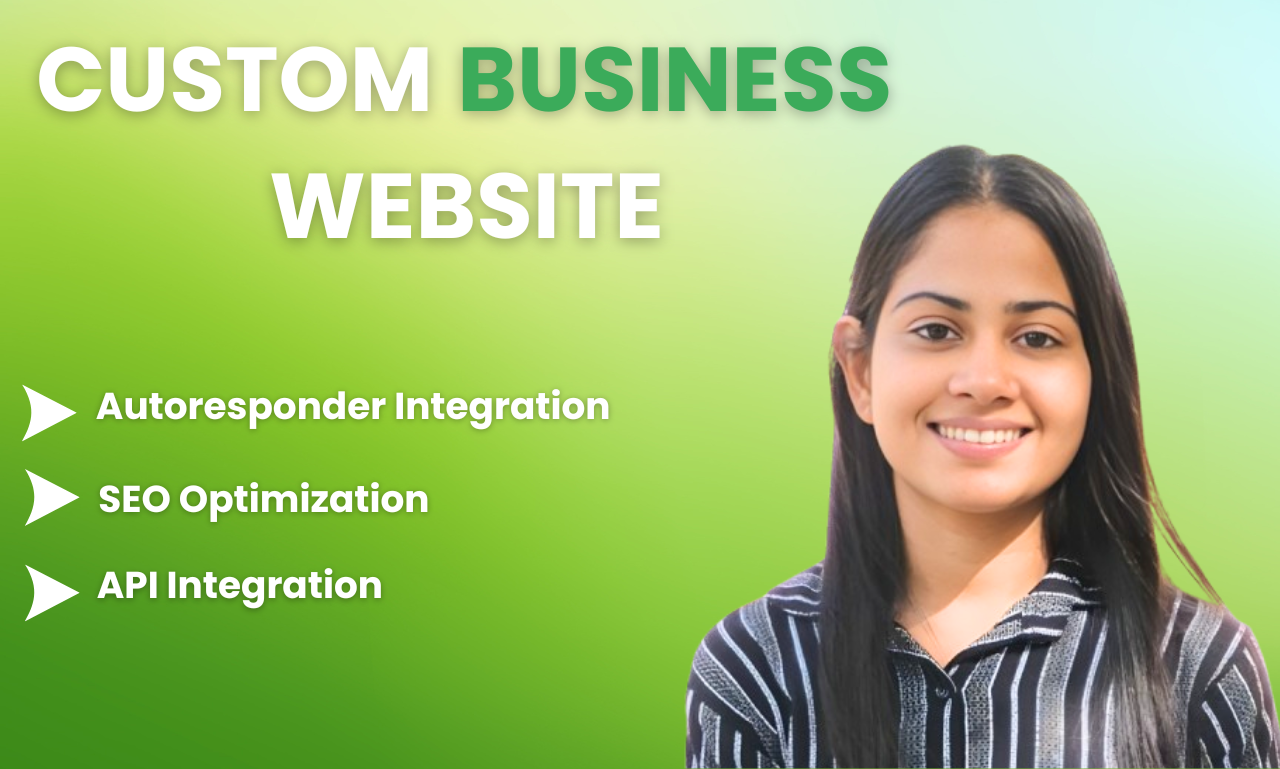 CUSTOM BUSINESS
WEBSITE
Autoresponder Integration
SEO Optimization
API Integration